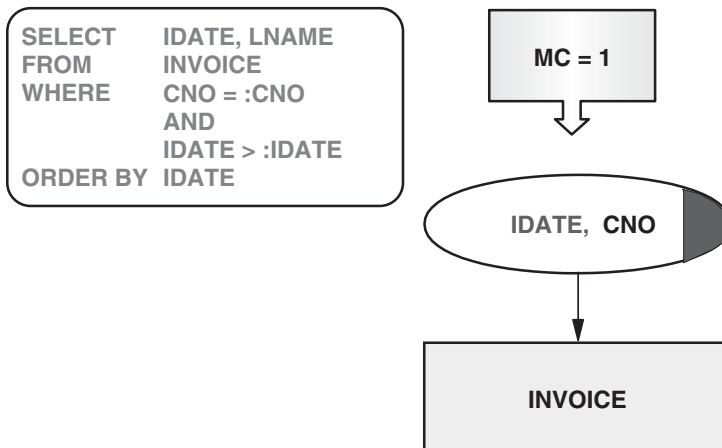 SELECT IDATE, LNAME
FROM INVOICE
WHERE CNO = :CNO
AND
IDATE > :IDATE
ORDER BY IDATE
MC = 1
IDATE, CNO
INVOICE